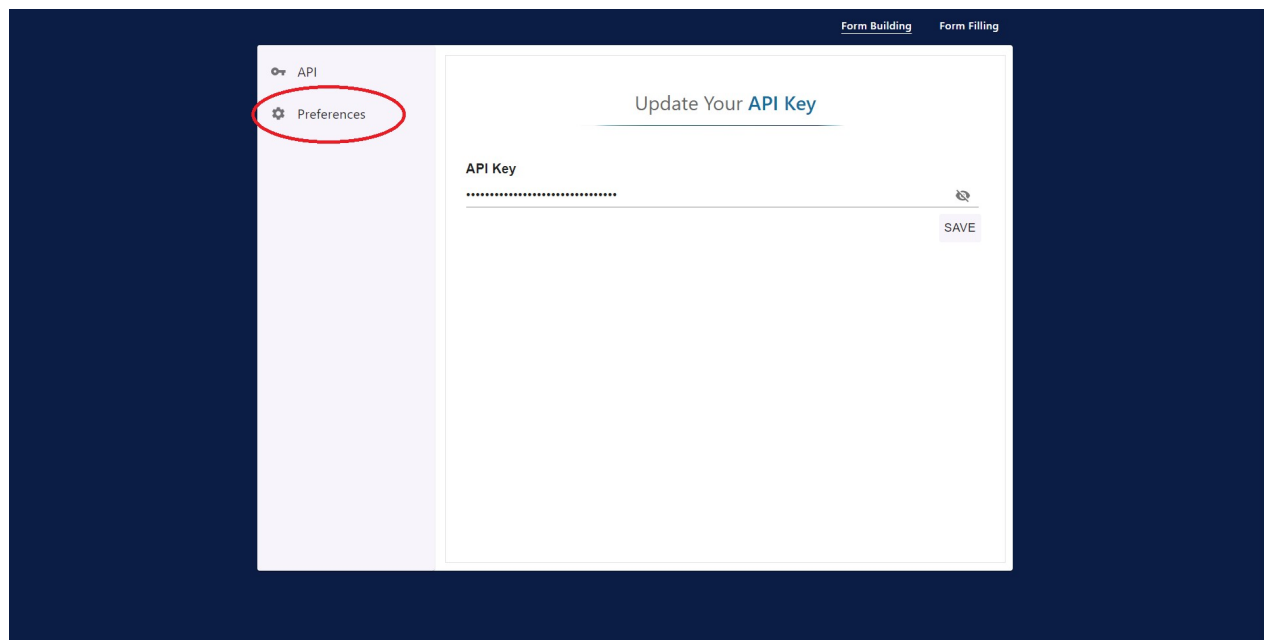 Form Building Form Filling
API
Preferences
Update Your API Key
API Key
••••••••••••••••••••••••••••••••
SAVE